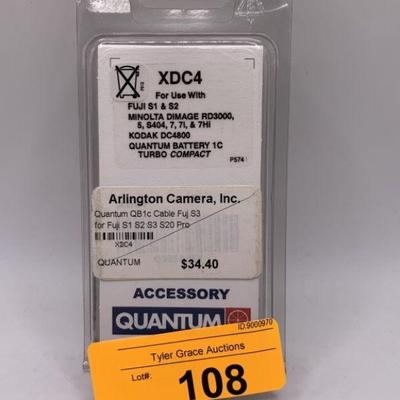 XDC4
For Use With
FUJI S1 & S2
MINOLTA DIMAGE RD3000,
5, S404, 7, 7i, & 7Hi
KODAK DC4800
QUANTUM BATTERY 1C
TURBO COMPACT
P574
Arlington Camera, Inc.
Quantum QB1c Cable Fuj S3
for Fuji S1 S2 S3 S20 Pro
XDC4
QUANTUM
$34.40
ACCESSORY
QUANTUM
ID:9000970
Tyler Grace Auctions
Lot#:
108